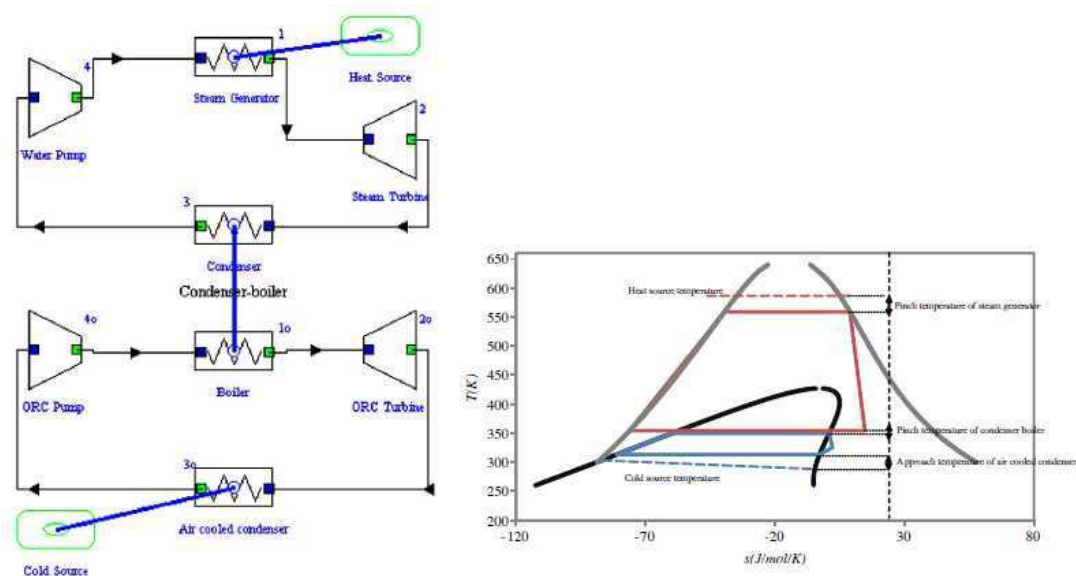 1
Heat Source
4
Steam Generator
2
Water Pump
Steam Turbine
3
Condenser
Condenser-boiler
4o
1o
2o
ORC Pump
Boiler
ORC Turbine
3o
Air cooled condenser
Cold Source
650
600
550
500
450
400
350
300
250
200
T(K)
Heat source temperature
Pinch temperature of steam generator
Pinch temperature of condenser boiler
Approach temperature of air cooled condenser
Cold source temperature
-120
-70
-20
30
80
s(J/mol/K)